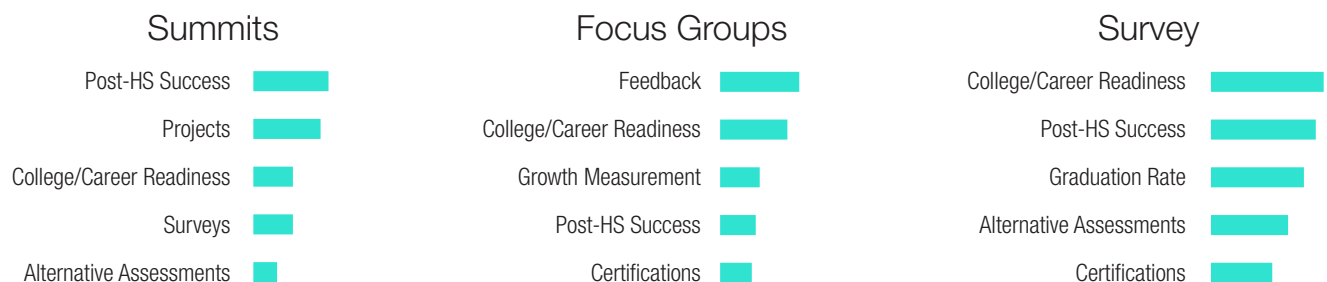 Summits
Post-HS Success
Projects
College/Career Readiness
Surveys
Alternative Assessments
Focus Groups
Feedback
College/Career Readiness
Growth Measurement
Post-HS Success
Certifications
Survey
College/Career Readiness
Post-HS Success
Graduation Rate
Alternative Assessments
Certifications